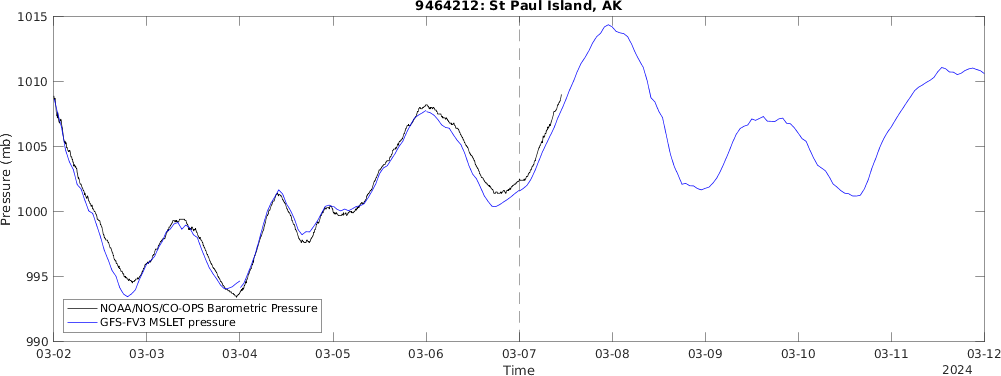 9464212: St Paul Island, AK
1015
1010
1005
1000
995
990
Pressure (mb)
NOAA/NOS/CO-OPS Barometric Pressure
GFS-FV3 MSLET pressure
03-02 03-03 03-04 03-05 03-06 03-07 03-08 03-09 03-10 03-11 03-12
Time
2024